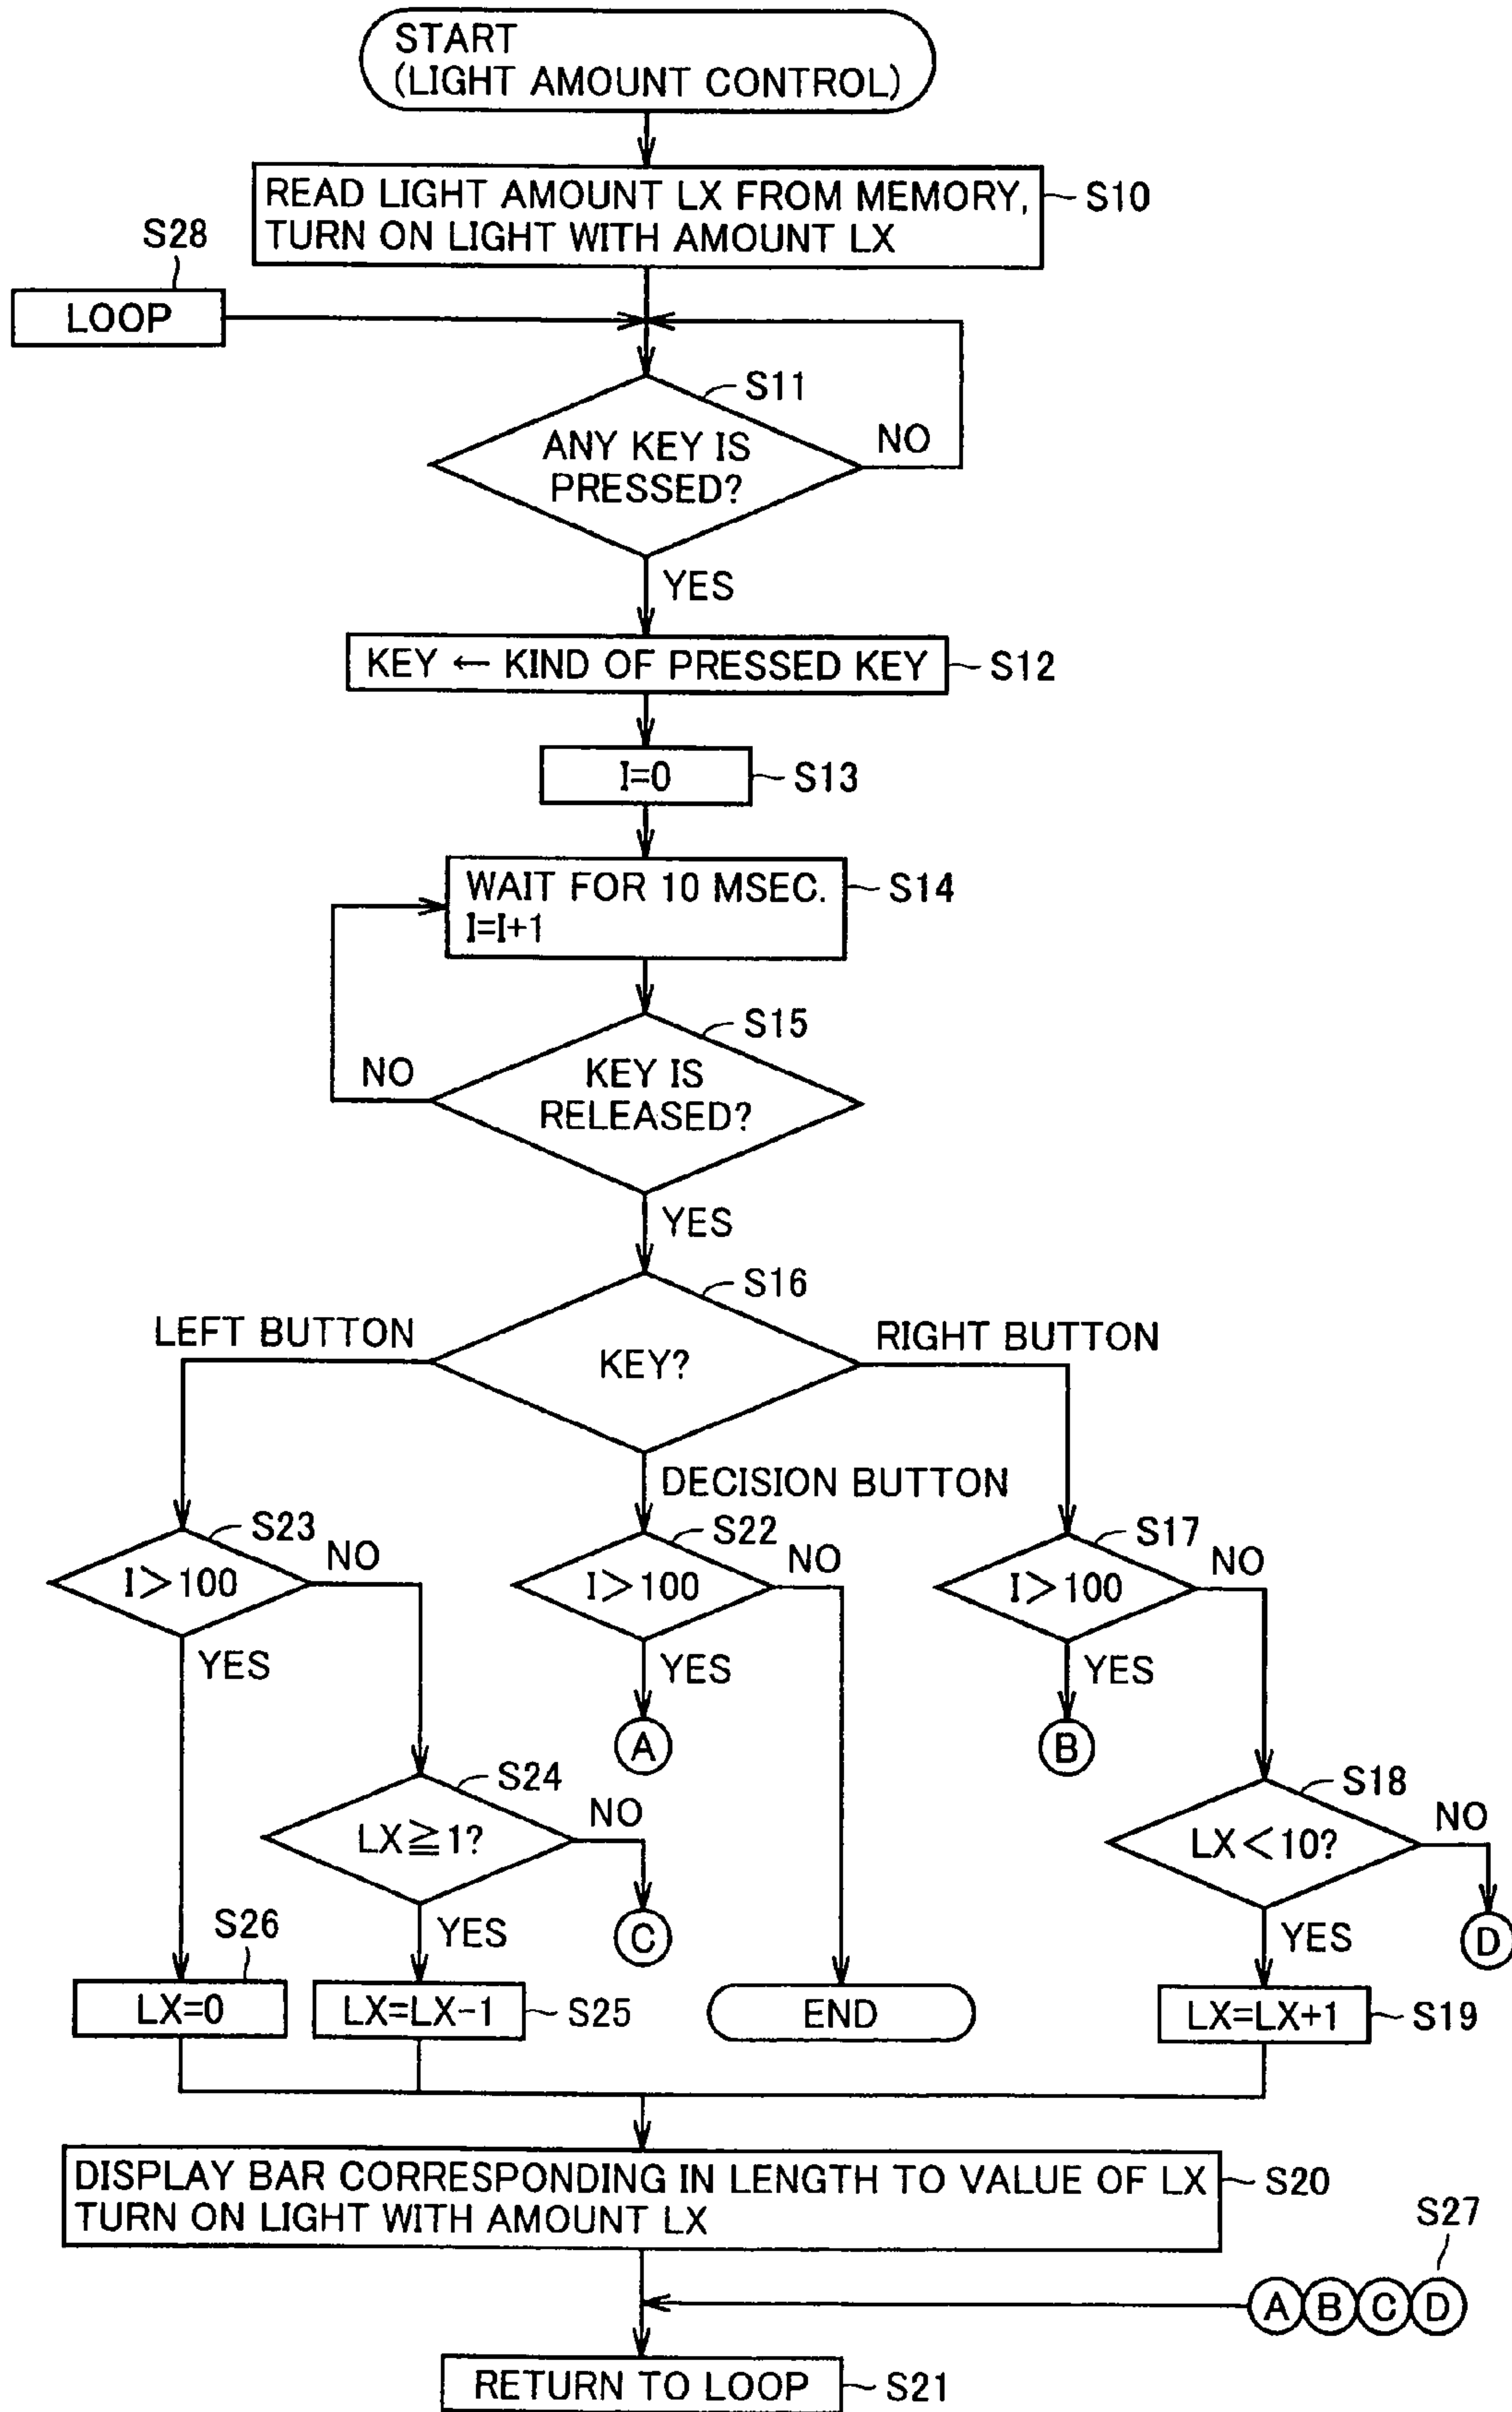 START
(LIGHT AMOUNT CONTROL)
READ LIGHT AMOUNT LX FROM MEMORY,
TURN ON LIGHT WITH AMOUNT LX
S10
S28
LOOP
S11
ANY KEY IS
PRESSED?
NO
YES
KEY ← KIND OF PRESSED KEY
S12
I=0
S13
WAIT FOR 10 MSEC.
I=I+1
S14
S15
KEY IS
RELEASED?
NO
YES
S16
KEY?
LEFT BUTTON
RIGHT BUTTON
DECISION BUTTON
S23
I>100
NO
YES
S22
I>100
NO
YES
A
S17
I>100
NO
YES
B
S24
LX≧1?
NO
C
YES
S18
LX<10?
NO
D
YES
S26
LX=0
LX=LX-1
S25
END
LX=LX+1
S19
DISPLAY BAR CORRESPONDING IN LENGTH TO VALUE OF LX
TURN ON LIGHT WITH AMOUNT LX
S20
S27
A B C D
RETURN TO LOOP
S21